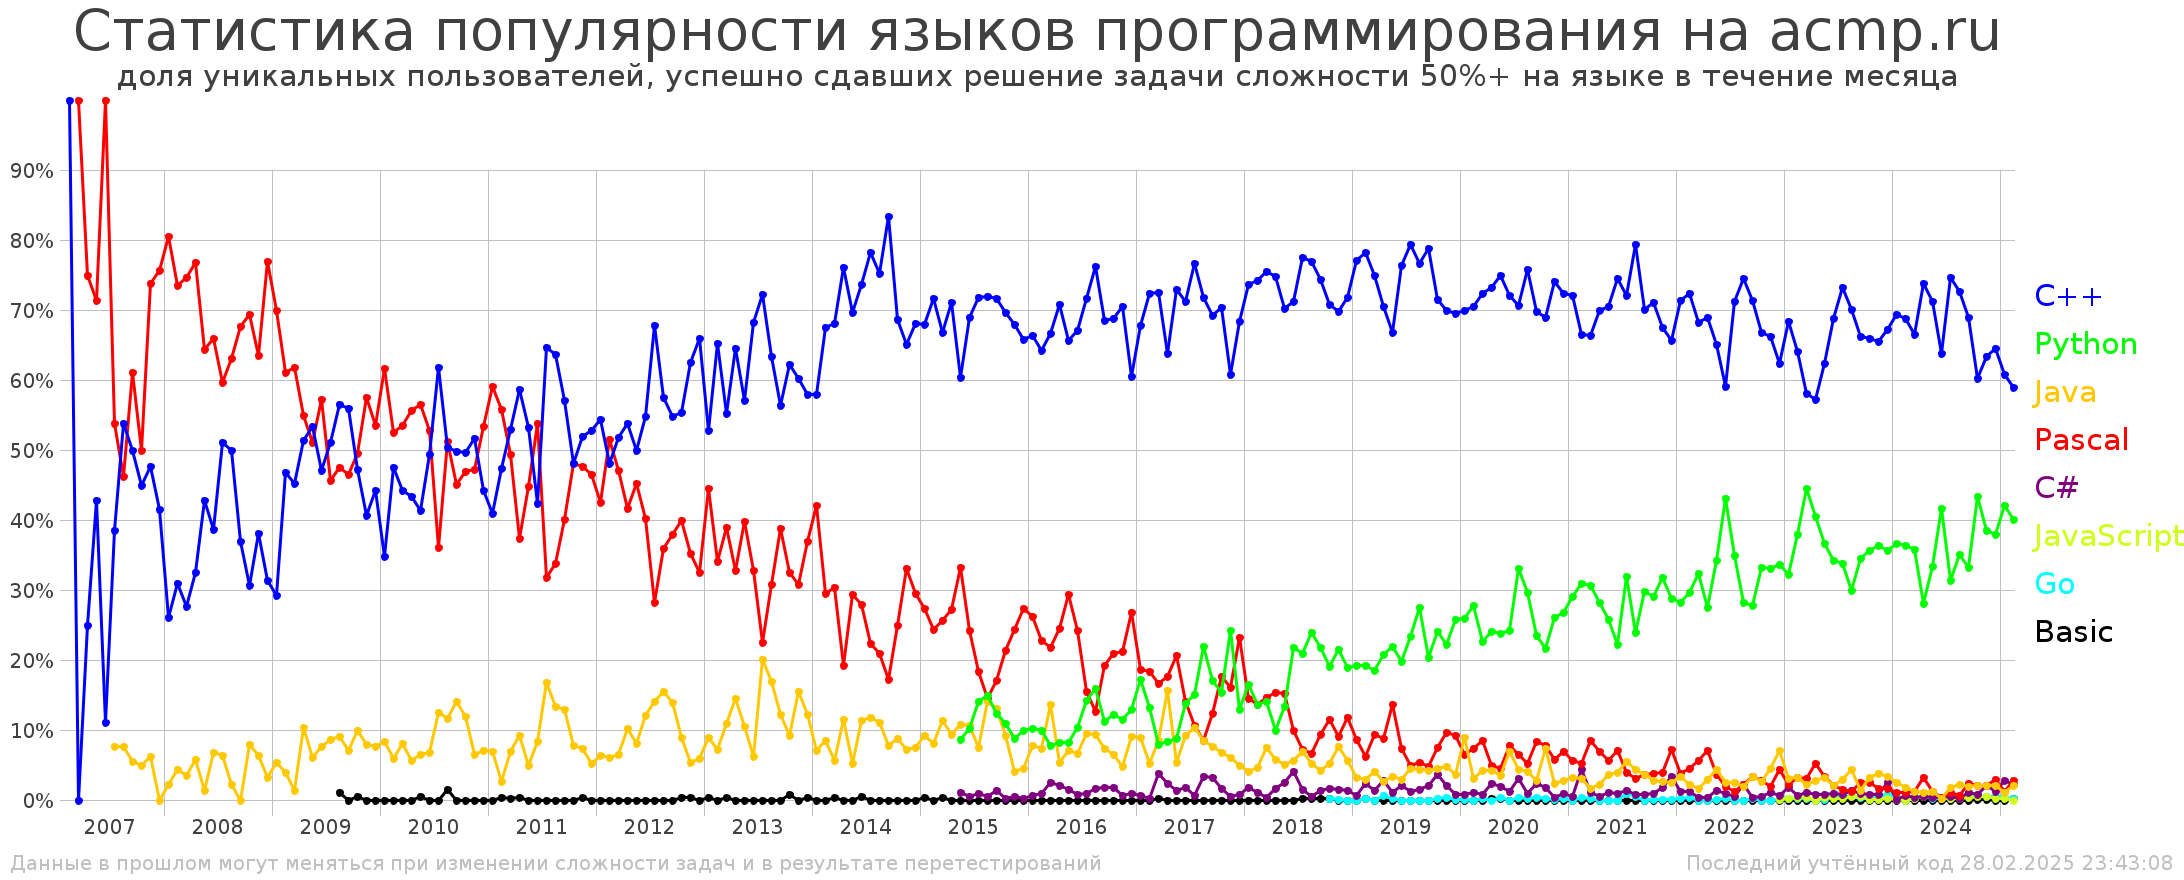 Статистика популярности языков программирования на acmp.ru
доля уникальных пользователей, успешно сдавших решение задачи сложности 50%+ на языке в течение месяца
90%
80%
70%
60%
50%
40%
30%
20%
10%
0%
2007 2008 2009 2010 2011 2012 2013 2014 2015 2016 2017 2018 2019 2020 2021 2022 2023 2024
C++
Python
Java
Pascal
C#
JavaScript
Go
Basic
Данные в прошлом могут меняться при изменении сложности задач и в результате перетестирований
Последний учтённый код 28.02.2025 23:43:08